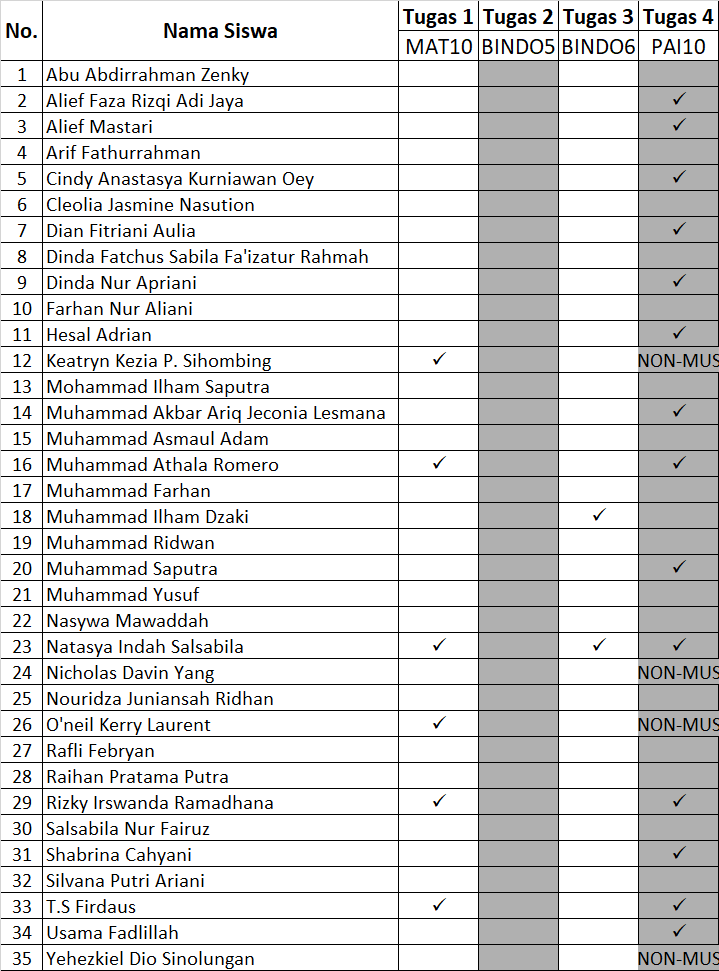 No. Nama Siswa Tugas 1 Tugas 2 Tugas 3 Tugas 4
MAT10 BINDO5 BINDO6 PAI10
1 Abu Abdirrahman Zenky
2 Alief Faza Rizqi Adi Jaya ✓
3 Alief Mastari ✓
4 Arif Fathurrahman
5 Cindy Anastasya Kurniawan Oey ✓
6 Cleolia Jasmine Nasution
7 Dian Fitriani Aulia ✓
8 Dinda Fatchus Sabila Fa'izatur Rahmah
9 Dinda Nur Apriani ✓
10 Farhan Nur Aliani
11 Hesal Adrian ✓
12 Keatryn Kezia P. Sihombing ✓ NON-MUS
13 Mohammad Ilham Saputra
14 Muhammad Akbar Ariq Jeconia Lesmana ✓
15 Muhammad Asmaul Adam
16 Muhammad Athala Romero ✓ ✓
17 Muhammad Farhan
18 Muhammad Ilham Dzaki ✓
19 Muhammad Ridwan
20 Muhammad Saputra ✓
21 Muhammad Yusuf
22 Nasywa Mawaddah
23 Natasya Indah Salsabila ✓ ✓ ✓
24 Nicholas Davin Yang NON-MUS
25 Nouridza Juniansah Ridhan
26 O'neil Kerry Laurent ✓ NON-MUS
27 Rafli Febryan
28 Raihan Pratama Putra
29 Rizky Irswanda Ramadhana ✓ ✓
30 Salsabila Nur Fairuz
31 Shabrina Cahyani ✓
32 Silvana Putri Ariani
33 T.S Firdaus ✓ ✓
34 Usama Fadlillah ✓
35 Yehezkiel Dio Sinolungan NON-MUS